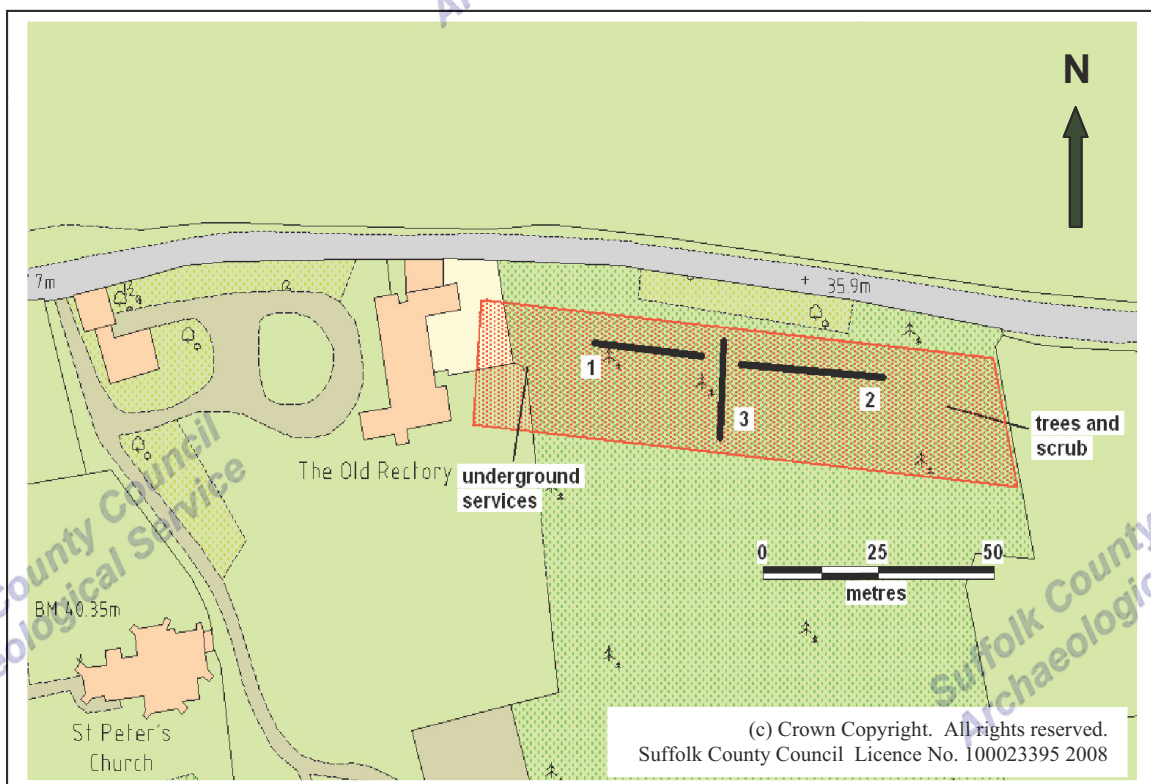 N
7m
35.9m
1
2
3
trees and
scrub
The Old Rectory
underground
services
0 25 50
metres
BM 40.35m
St Peter's
Church
County Council
ological Service
Suffolk County
Archaeologic
(c) Crown Copyright. All rights reserved.
Suffolk County Council Licence No. 100023395 2008